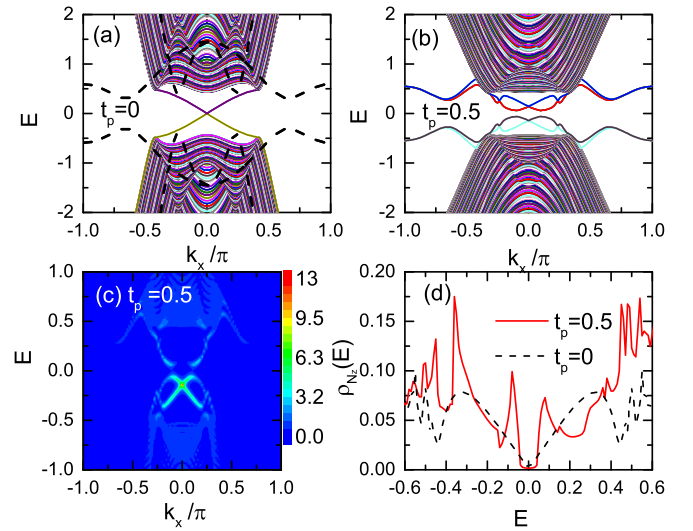 (a)
t_p=0
E
2
1
0
-1
-2
-1.0 -0.5 0.0 0.5 1.0
k_x/π
(b)
t_p=0.5
E
2
1
0
-1
-2
-1.0 -0.5 0.0 0.5 1.0
k_x/π
(c) t_p=0.5
E
1.0
0.5
0.0
-0.5
-1.0
-1.0 -0.5 0.0 0.5 1.0
k_x/π
13
9.5
6.3
3.2
0.0
(d)
t_p=0.5
t_p=0
ρ_{N_z}(E)
0.20
0.15
0.10
0.05
0.00
-0.6 -0.4 -0.2 0.0 0.2 0.4 0.6
E